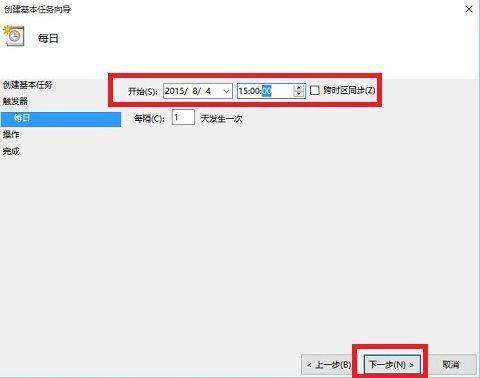 创建基本任务向导
每日
创建基本任务
触发器
每日
操作
完成
开始(S): 2015/ 8/ 4 15:00:00 跨时区同步(Z)
每隔(C): 1 天发生一次
< 上一步(B) 下一步(N) > 取消